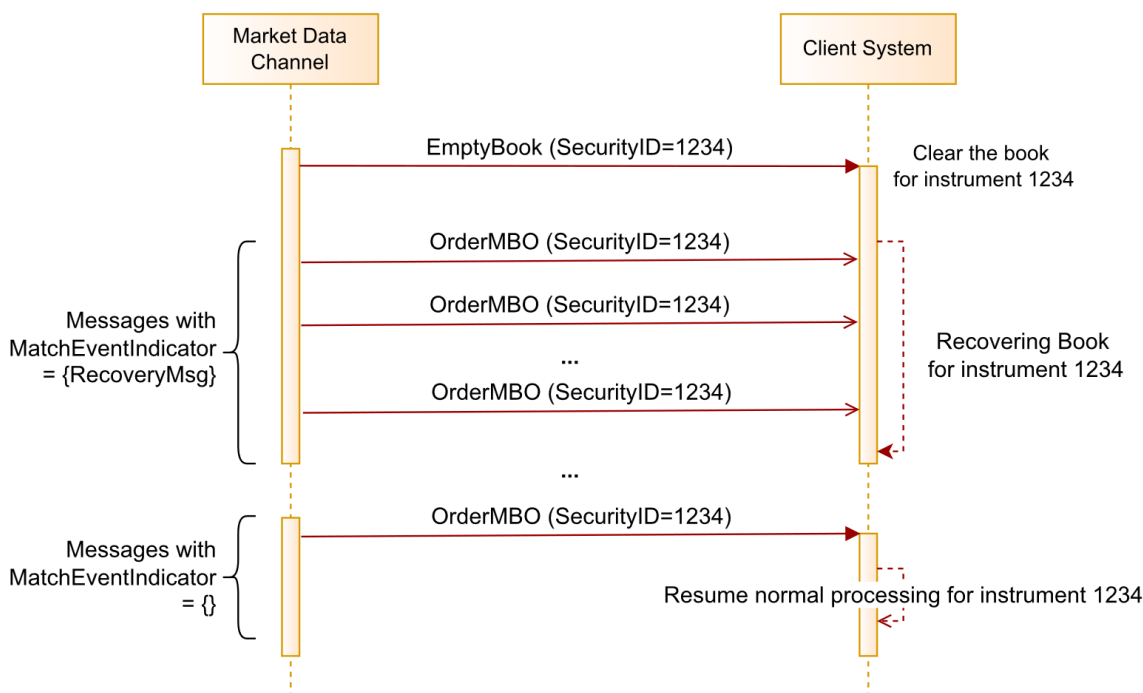 Market Data
Channel
Client System
EmptyBook (SecurityID=1234)
Clear the book
for instrument 1234
OrderMBO (SecurityID=1234)
OrderMBO (SecurityID=1234)
...
OrderMBO (SecurityID=1234)
Messages with
MatchEventIndicator
= {RecoveryMsg}
Recovering Book
for instrument 1234
...
OrderMBO (SecurityID=1234)
Messages with
MatchEventIndicator
= {}
Resume normal processing for instrument 1234